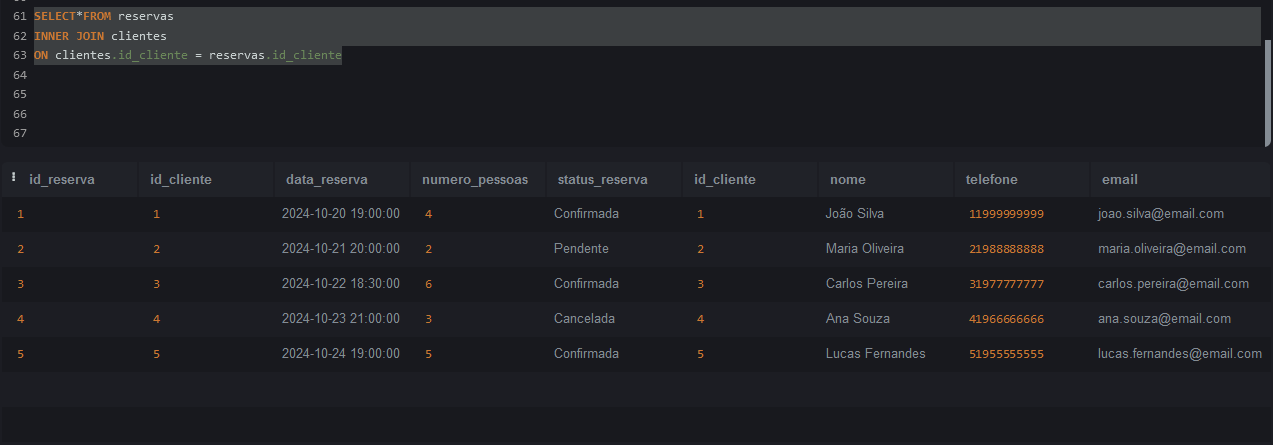 61 SELECT*FROM reservas
62 INNER JOIN clientes
63 ON clientes.id_cliente = reservas.id_cliente
64
65
66
67
id_reserva id_cliente data_reserva numero_pessoas status_reserva id_cliente nome telefone email
1 1 2024-10-20 19:00:00 4 Confirmada 1 João Silva 11999999999 joao.silva@email.com
2 2 2024-10-21 20:00:00 2 Pendente 2 Maria Oliveira 21988888888 maria.oliveira@email.com
3 3 2024-10-22 18:30:00 6 Confirmada 3 Carlos Pereira 31977777777 carlos.pereira@email.com
4 4 2024-10-23 21:00:00 3 Cancelada 4 Ana Souza 41966666666 ana.souza@email.com
5 5 2024-10-24 19:00:00 5 Confirmada 5 Lucas Fernandes 51955555555 lucas.fernandes@email.com